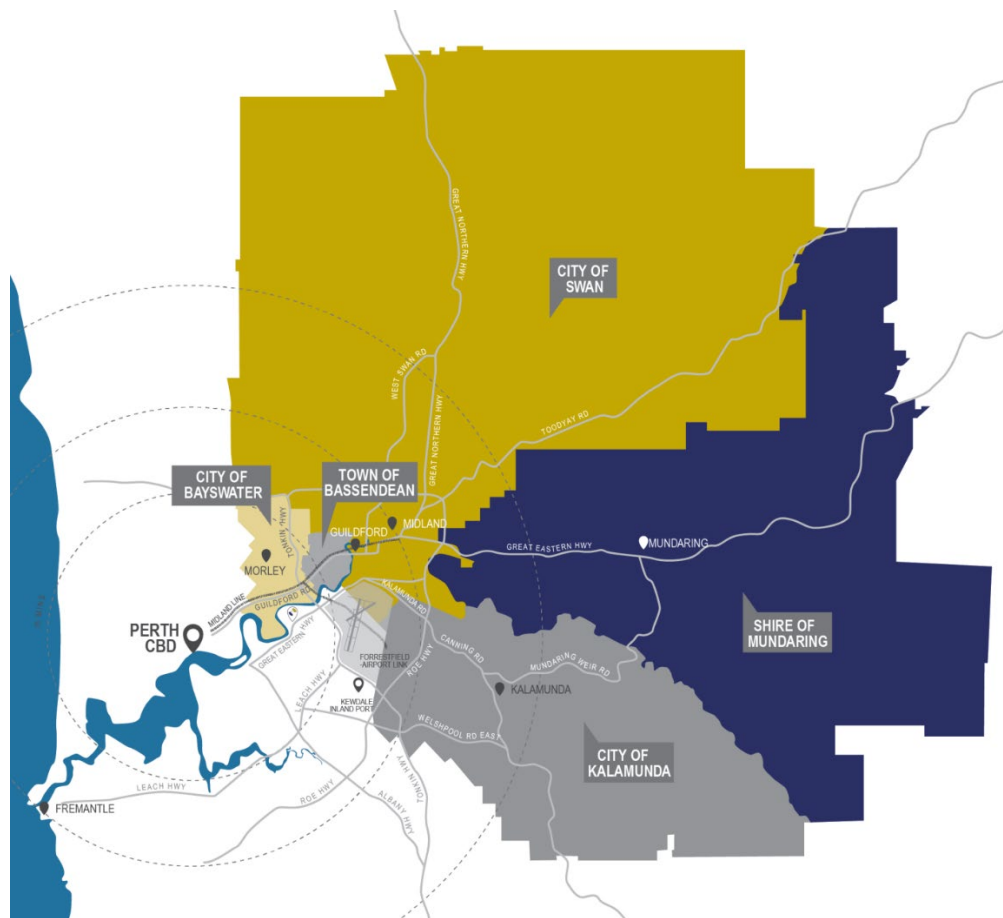 GREAT NORTHERN HWY
CITY OF
SWAN
WEST SWAN RD
GREAT NORTHERN HWY
TOODYAY RD
CITY OF
BAYSWATER
TOWN OF
BASSENDEAN
TONKIN HWY
GUILDFORD
MIDLAND
GREAT EASTERN HWY
MUNDARING
MORLEY
MIDLAND LINE
GUILDFORD RD
KALAMUNDA RD
PERTH
CBD
GREAT EASTERN HWY
FORRESTFIELD
-AIRPORT LINK
ROE HWY
CANNING RD
MUNDARING WEIR RD
SHIRE OF
MUNDARING
LEACH HWY
KEWDALE
INLAND PORT
KALAMUNDA
WELSHPOOL RD EAST
CITY OF
KALAMUNDA
TONKIN HWY
LEACH HWY
ROE HWY
ALBANY HWY
FREMANTLE